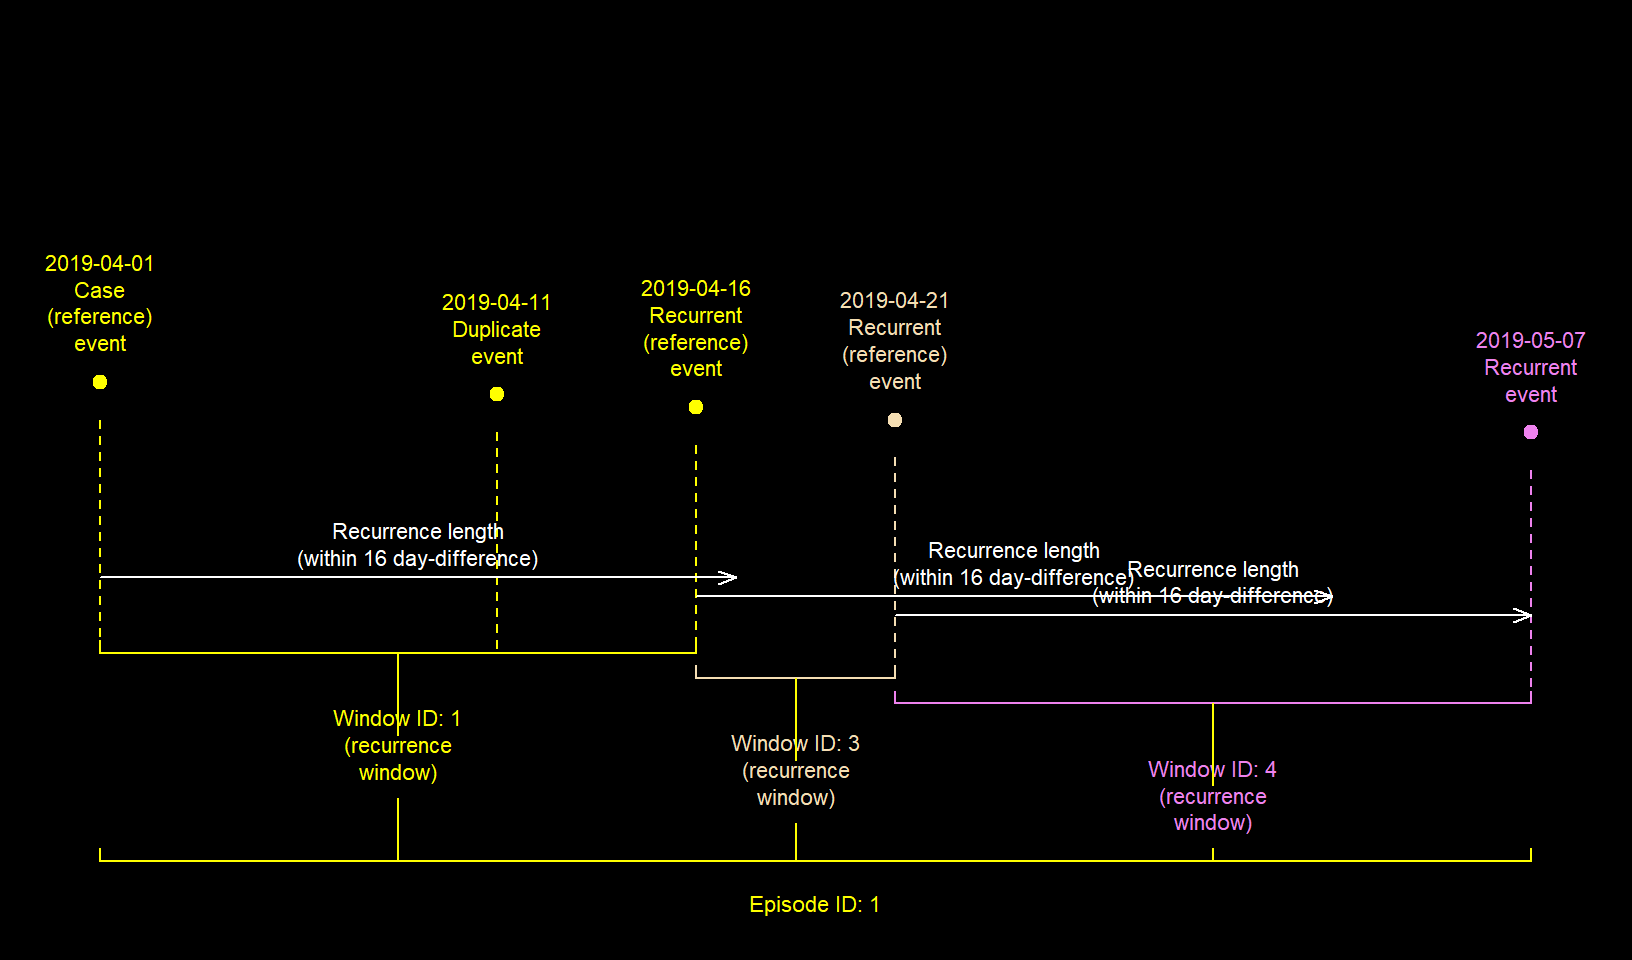 2019-04-01
Case
(reference)
event
2019-04-11
Duplicate
event
2019-04-16
Recurrent
(reference)
event
2019-04-21
Recurrent
(reference)
event
2019-05-07
Recurrent
event
Recurrence length
(within 16 day-difference)
Recurrence length
(within 16 day-difference)
Recurrence length
(within 16 day-difference)
Window ID: 1
(recurrence
window)
Window ID: 3
(recurrence
window)
Window ID: 4
(recurrence
window)
Episode ID: 1